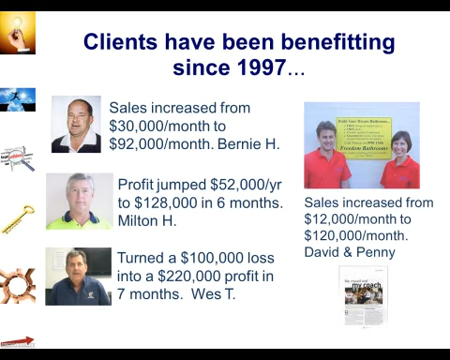 Clients have been benefitting
since 1997...
Sales increased from
$30,000/month to
$92,000/month. Bernie H.
Profit jumped $52,000/yr
to $128,000 in 6 months.
Milton H.
Turned a $100,000 loss
into a $220,000 profit in
7 months. Wes T.
Freedom Bathrooms
Sales increased from
$12,000/month to
$120,000/month.
David & Penny
my coach